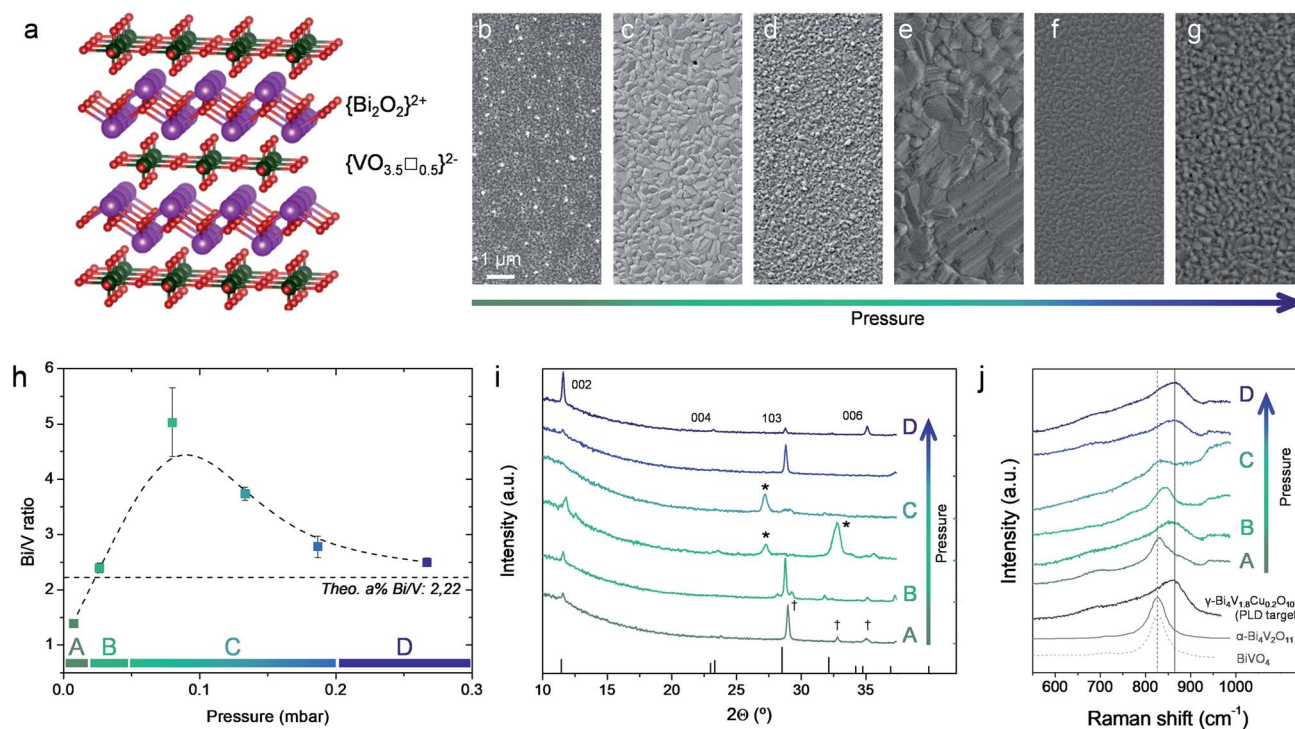 a
{Bi₂O₂}²⁺
{VO₃.₅□₀.₅}²⁻
b
c
d
e
f
g
1 μm
Pressure
h
6
5
4
3
2
1
Bi/V ratio
Theo. a% Bi/V: 2,22
A
B
C
D
0.0
0.1
0.2
0.3
Pressure (mbar)
i
002
004
103
006
D
*
C
*
*
B
†
†
†
A
Pressure
Intensity (a.u.)
10
15
20
25
30
35
2Θ (º)
j
D
C
B
A
Pressure
γ-Bi₄V₁.₈Cu₀.₂O₁₀
(PLD target
α-Bi₄V₂O₁₁
BiVO₄
Intensity (a.u.)
600
700
800
900
1000
Raman shift (cm⁻¹)